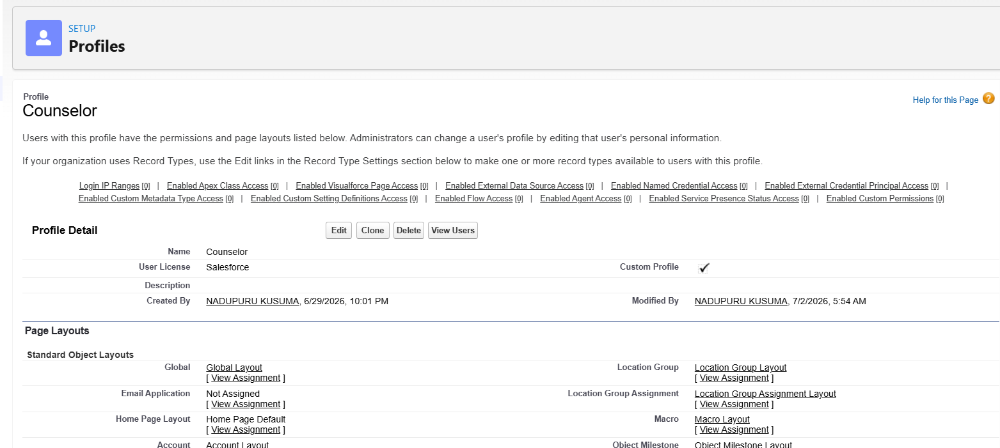 SETUP
Profiles
Profile
Counselor
Help for this Page ?
Users with this profile have the permissions and page layouts listed below. Administrators can change a user's profile by editing that user's personal information.
If your organization uses Record Types, use the Edit links in the Record Type Settings section below to make one or more record types available to users with this profile.
Login IP Ranges [0] | Enabled Apex Class Access [0] | Enabled Visualforce Page Access [0] | Enabled External Data Source Access [0] | Enabled Named Credential Access [0] | Enabled External Credential Principal Access [0] |
Enabled Custom Metadata Type Access [0] | Enabled Custom Setting Definitions Access [0] | Enabled Flow Access [0] | Enabled Agent Access [0] | Enabled Service Presence Status Access [0] | Enabled Custom Permissions [0]
Profile Detail Edit Clone Delete View Users
Name Counselor
User License Salesforce Custom Profile
Description
Created By NADUPURU KUSUMA, 6/29/2026, 10:01 PM Modified By NADUPURU KUSUMA, 7/2/2026, 5:54 AM
Page Layouts
Standard Object Layouts
Global Global Layout Location Group Location Group Layout
[ View Assignment ] [ View Assignment ]
Email Application Not Assigned Location Group Assignment Location Group Assignment Layout
[ View Assignment ] [ View Assignment ]
Home Page Layout Home Page Default Macro Macro Layout
[ View Assignment ] [ View Assignment ]
Account Account Layout Object Milestone Object Milestone Layout